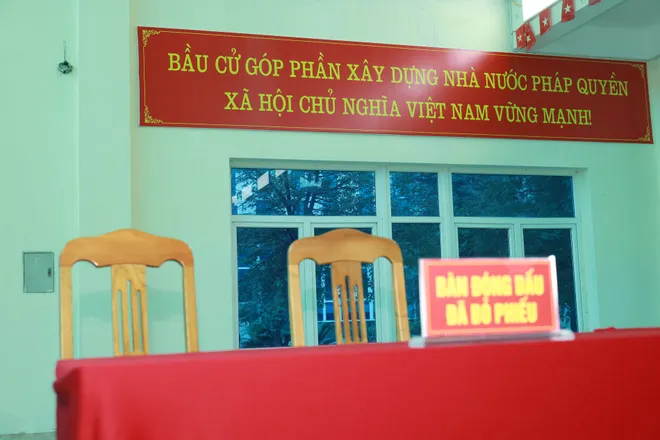 BẦU CỬ GÓP PHẦN XÂY DỰNG NHÀ NƯỚC PHÁP QUYỀN
XÃ HỘI CHỦ NGHĨA VIỆT NAM VỮNG MẠNH!
BÀN ĐÓNG DẤU
ĐÃ BỎ PHIẾU